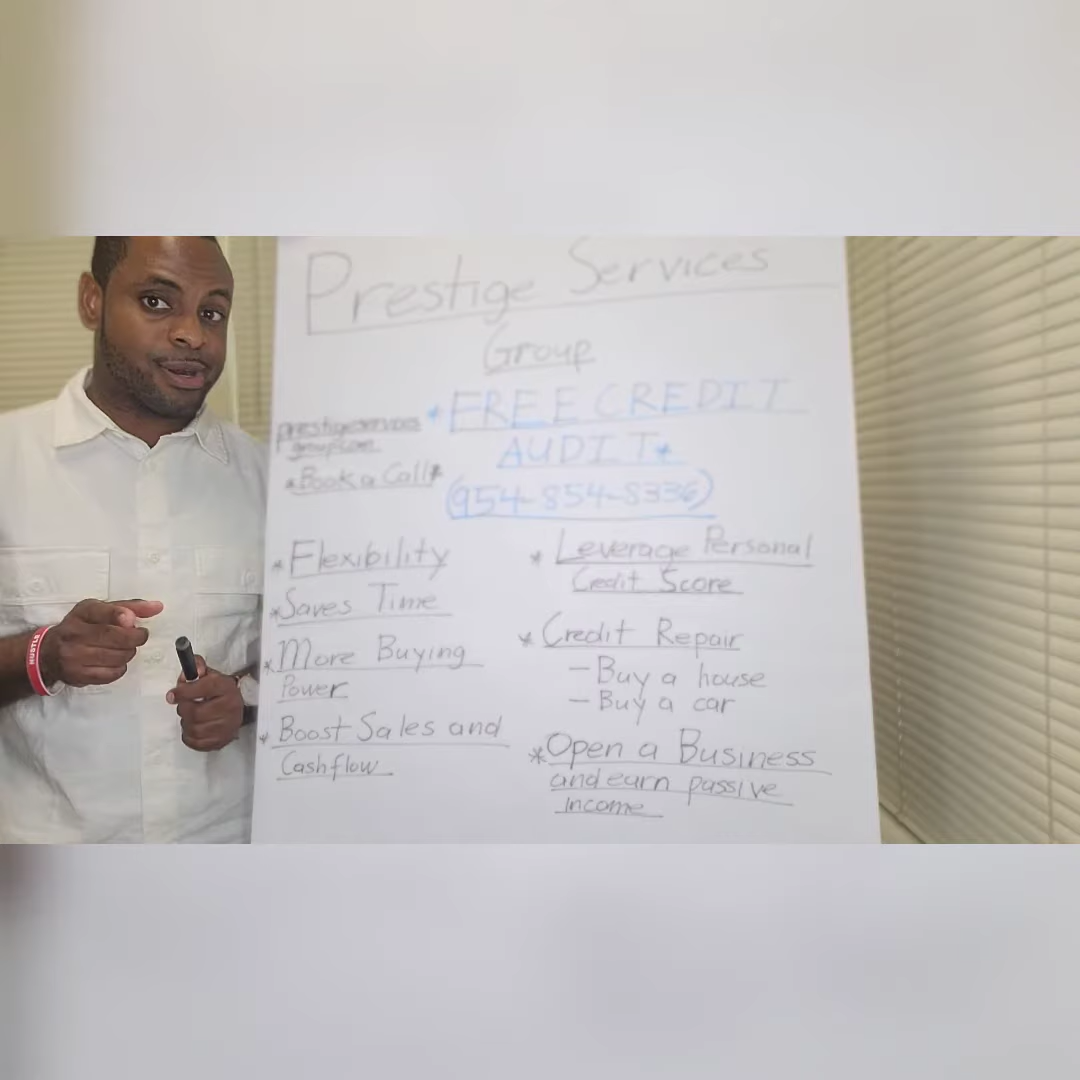 Prestige Services
Group
*FREE CREDIT
AUDIT*
(954-854-8336)
prestigeservices
group.com
*Book a Call*
*Flexibility
*Saves Time
*More Buying
Power
*Boost Sales and
Cashflow
* Leverage Personal
Credit Score
* Credit Repair
- Buy a house
- Buy a car
*Open a Business
and earn passive
income
HUSTLE